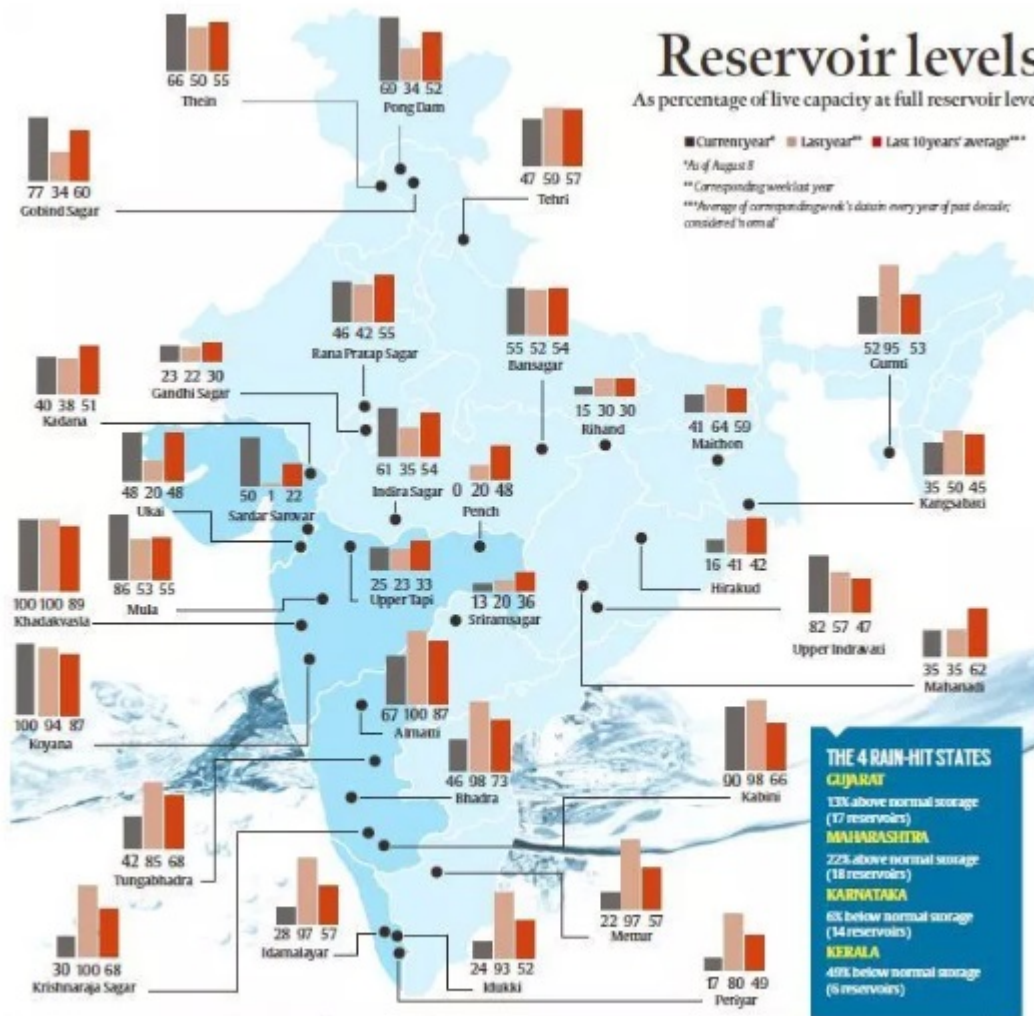 Reservoir levels
As percentage of live capacity at full reservoir leve
Current year* Last year** Last 10 years' average***
*As of August 8
**Corresponding week last year
***Average of corresponding week's data in every year of past decade;
considered 'normal'
66 50 55
Thein
69 34 52
Pong Dam
77 34 60
Gobind Sagar
47 59 57
Tehri
46 42 55
Rana Pratap Sagar
55 52 54
Bansagar
52 95 53
Gumti
40 38 51
Kadana
23 22 30
Gandhi Sagar
15 30 30
Rihand
41 64 59
Maithon
48 20 48
Ukai
50 1 22
Sardar Sarovar
61 35 54
Indira Sagar
0 20 48
Pench
35 50 45
Kangsabati
100 100 89
Khadakvasla
86 53 55
Mula
25 23 33
Upper Tapi
13 20 36
Sriramsagar
16 41 42
Hirakud
82 57 47
Upper Indravati
35 35 62
Mahanadi
100 94 87
Koyana
67 100 87
Almatti
46 98 73
Bhadra
90 98 66
Kabini
42 85 68
Tungabhadra
30 100 68
Krishnaraja Sagar
28 97 57
Idamalayar
24 93 52
Idukki
22 97 57
Mettur
17 80 49
Periyar
THE 4 RAIN-HIT STATES
GUJARAT
13% above normal storage
(17 reservoirs)
MAHARASHTRA
22% above normal storage
(18 reservoirs)
KARNATAKA
6% below normal storage
(14 reservoirs)
KERALA
49% below normal storage
(6 reservoirs)